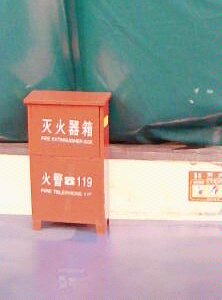 灭火器箱
FIRE EXTINGUISHER BOX
火警☎119
FIRE TELEPHONE 119